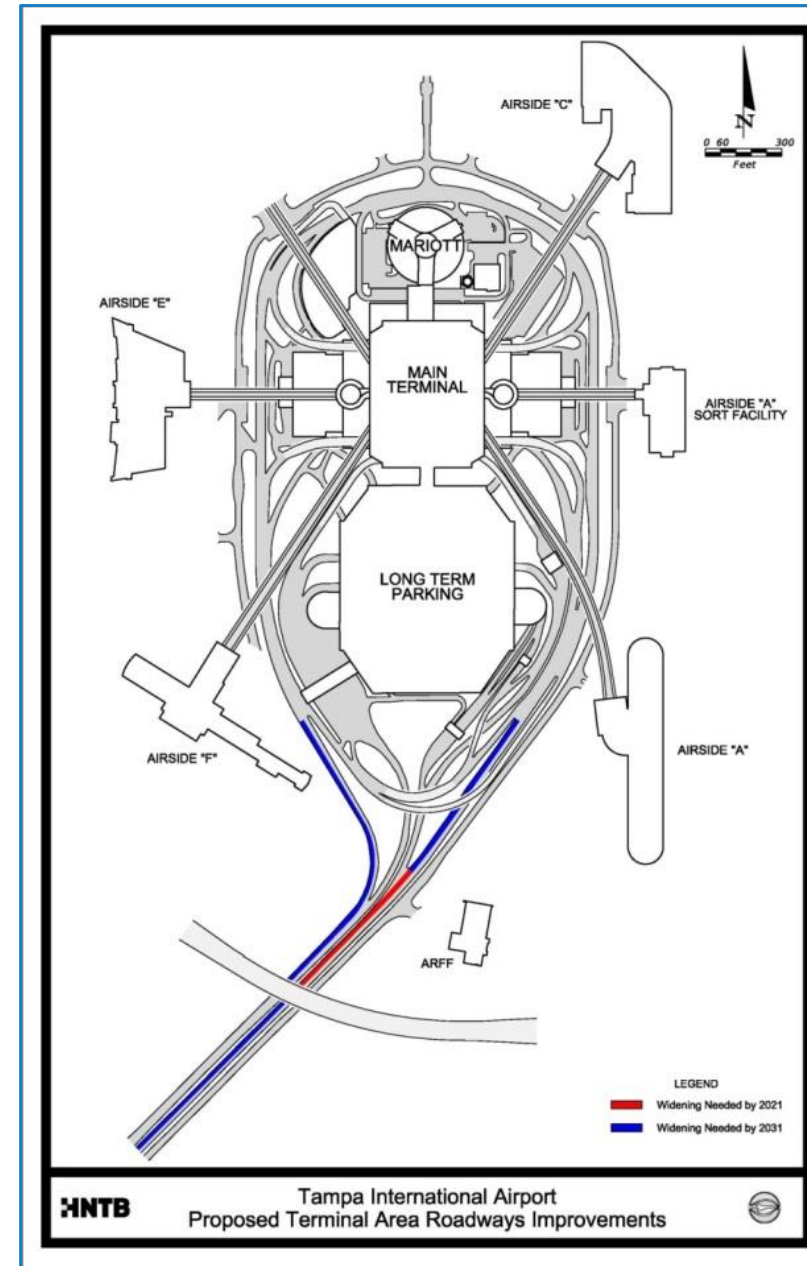 AIRSIDE "C"
N
0 60 300
Feet
MARIOTT
AIRSIDE "E"
MAIN
TERMINAL
AIRSIDE "A"
SORT FACILITY
LONG TERM
PARKING
AIRSIDE "F"
AIRSIDE "A"
ARFF
LEGEND
Widening Needed by 2021
Widening Needed by 2031
HNTB
Tampa International Airport
Proposed Terminal Area Roadways Improvements